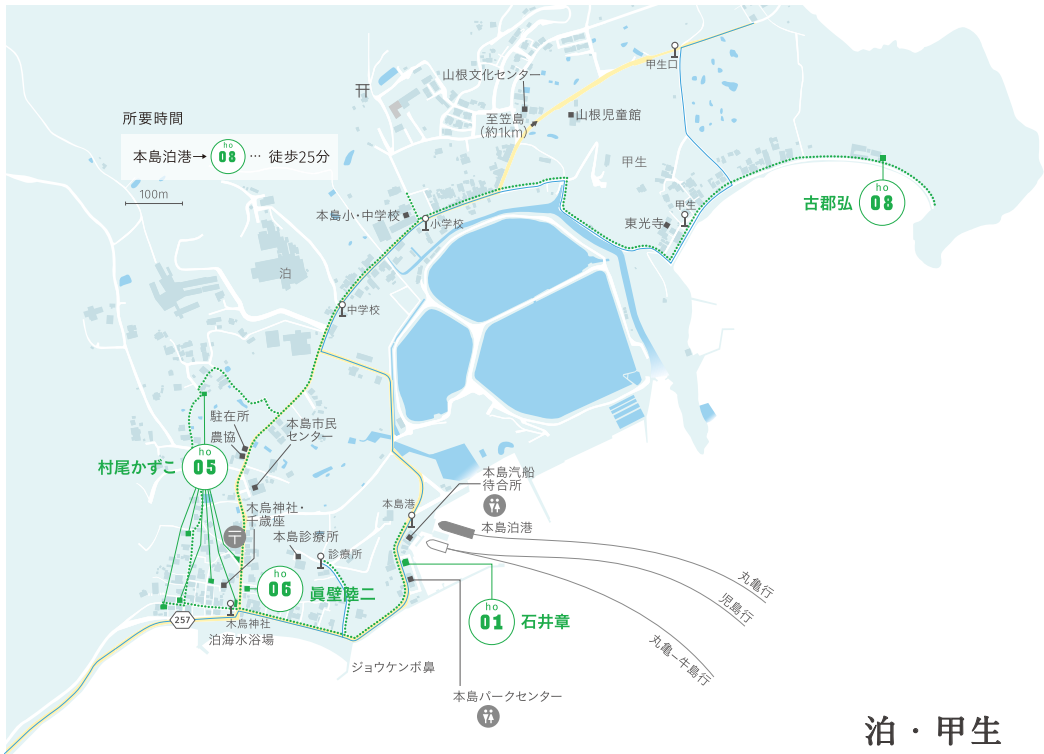 所要時間
本島泊港→ ho 08 … 徒歩25分
100m
山根文化センター
甲生口
至笠島
(約1km)
山根児童館
甲生
本島小・中学校
小学校
東光寺
甲生
古郡弘
ho
08
泊
中学校
駐在所
農協
本島市民
センター
村尾かずこ
ho
05
本島神社・
千歳座
本島診療所
診療所
本島港
本島汽船
待合所
本島泊港
丸亀行
児島行
丸亀−牛島行
ho
06
眞壁陸二
ho
01
石井章
257
木烏神社
泊海水浴場
ジョウケンボ鼻
本島パークセンター
泊・甲生